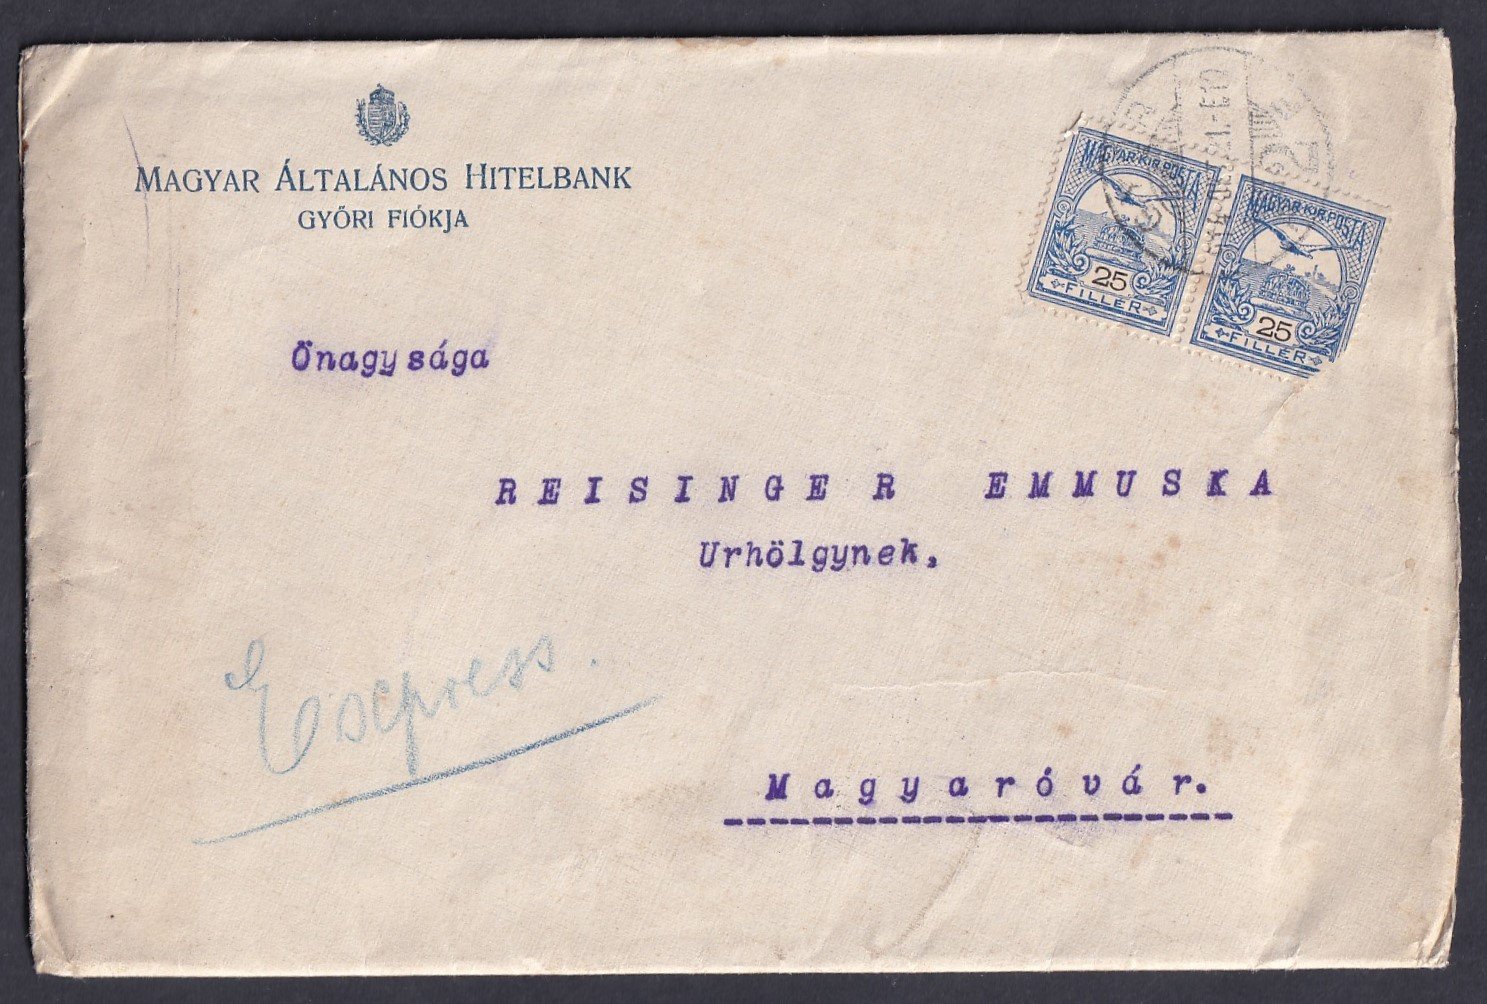 MAGYAR ÁLTALÁNOS HITELBANK
GYŐRI FIÓKJA
MAGYAR KIR. POSTA
25
FILLÉR
MAGYAR KIR. POSTA
25
FILLÉR
Önagysága
REISINGER EMMUSKA
Urhölgynek,
Express.
Magyaróvár.